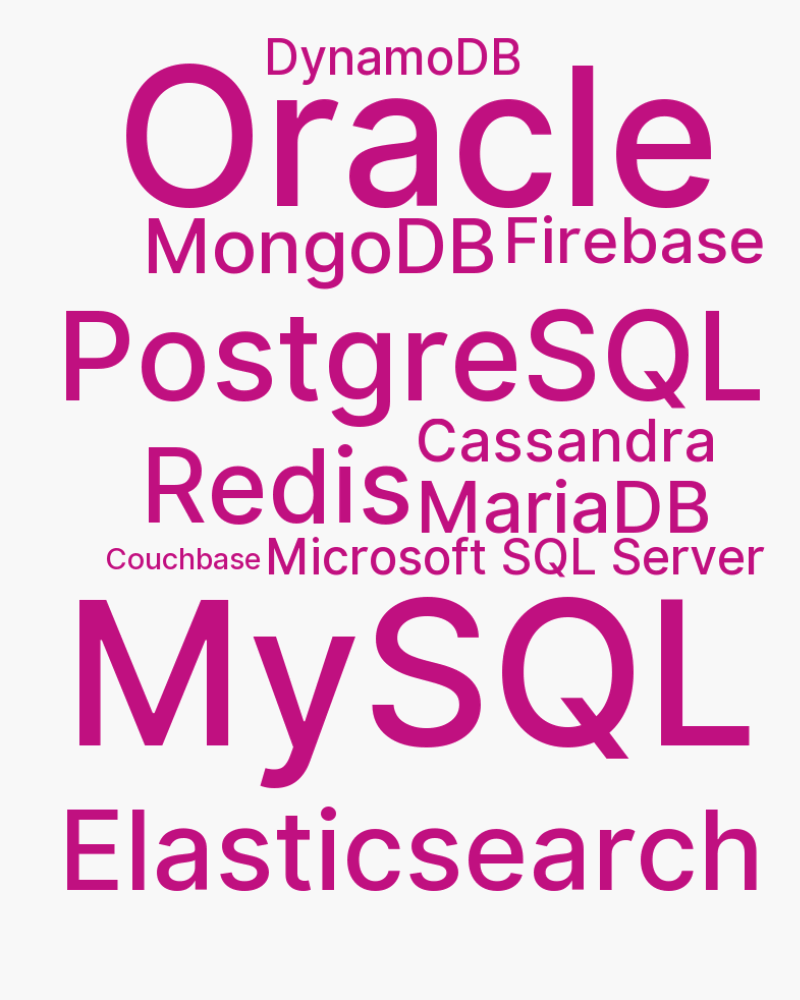 DynamoDB
Oracle
MongoDB
Firebase
PostgreSQL
Cassandra
Redis
MariaDB
Couchbase
Microsoft SQL Server
MySQL
Elasticsearch